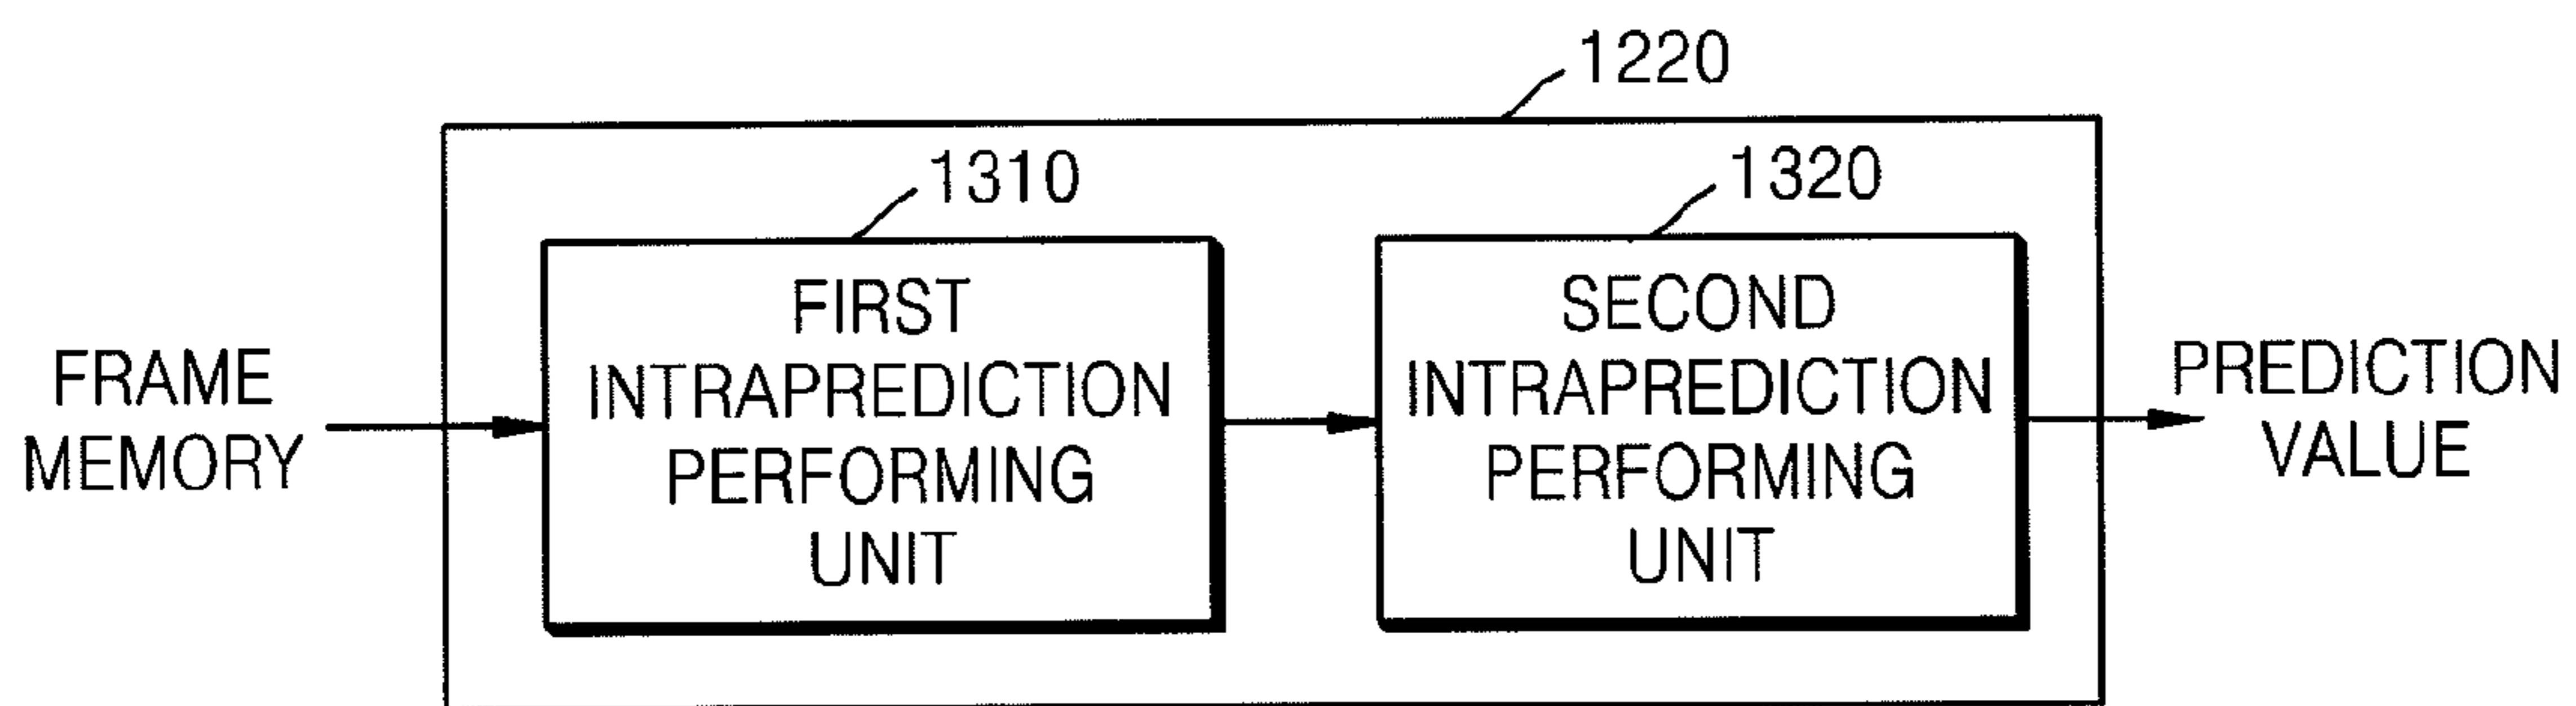 1220
1310
1320
FRAME
MEMORY
FIRST
INTRAPREDICTION
PERFORMING
UNIT
SECOND
INTRAPREDICTION
PERFORMING
UNIT
PREDICTION
VALUE